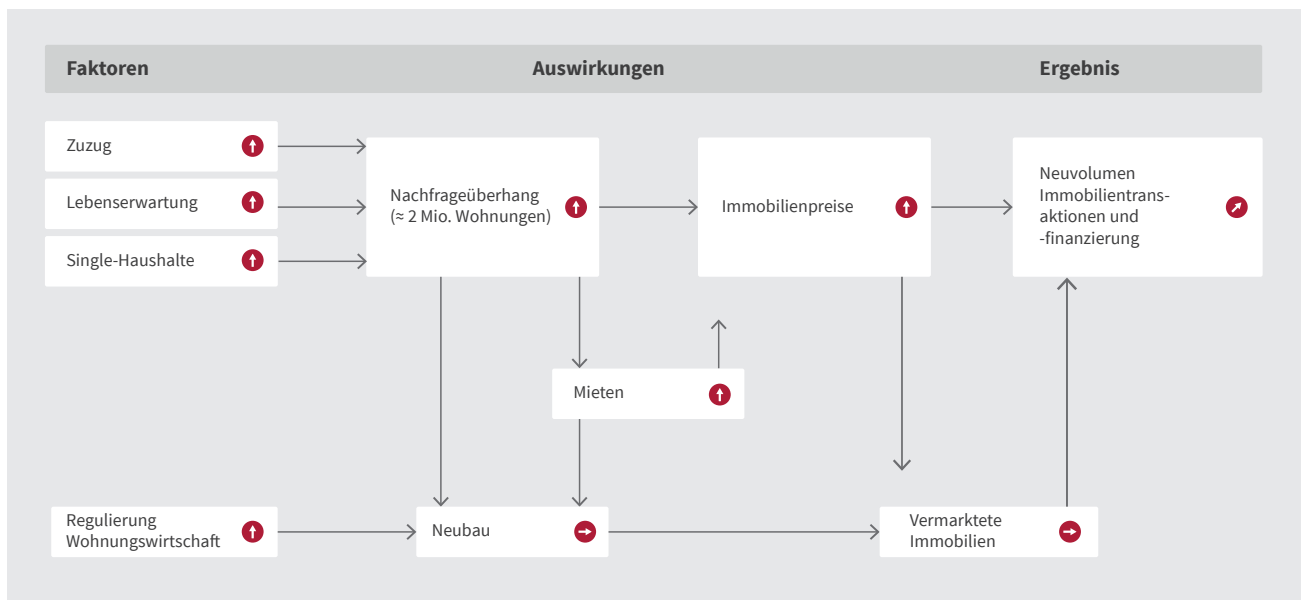 Faktoren
Auswirkungen
Ergebnis
Zuzug
Lebenserwartung
Single-Haushalte
Nachfrageüberhang
(≈ 2 Mio. Wohnungen)
Immobilienpreise
Neuvolumen
Immobilientrans-
aktionen und
-finanzierung
Mieten
Regulierung
Wohnungswirtschaft
Neubau
Vermarktete
Immobilien